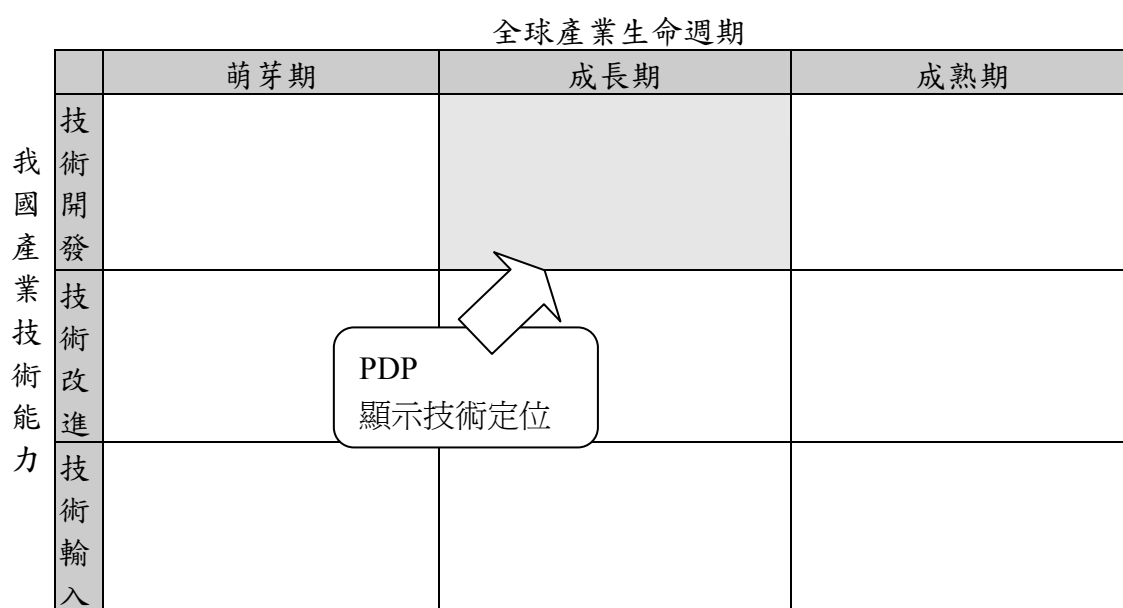 全球產業生命週期
萌芽期
成長期
成熟期
我國產業技術能力
技術開發
技術改進
技術輸入
PDP
顯示技術定位